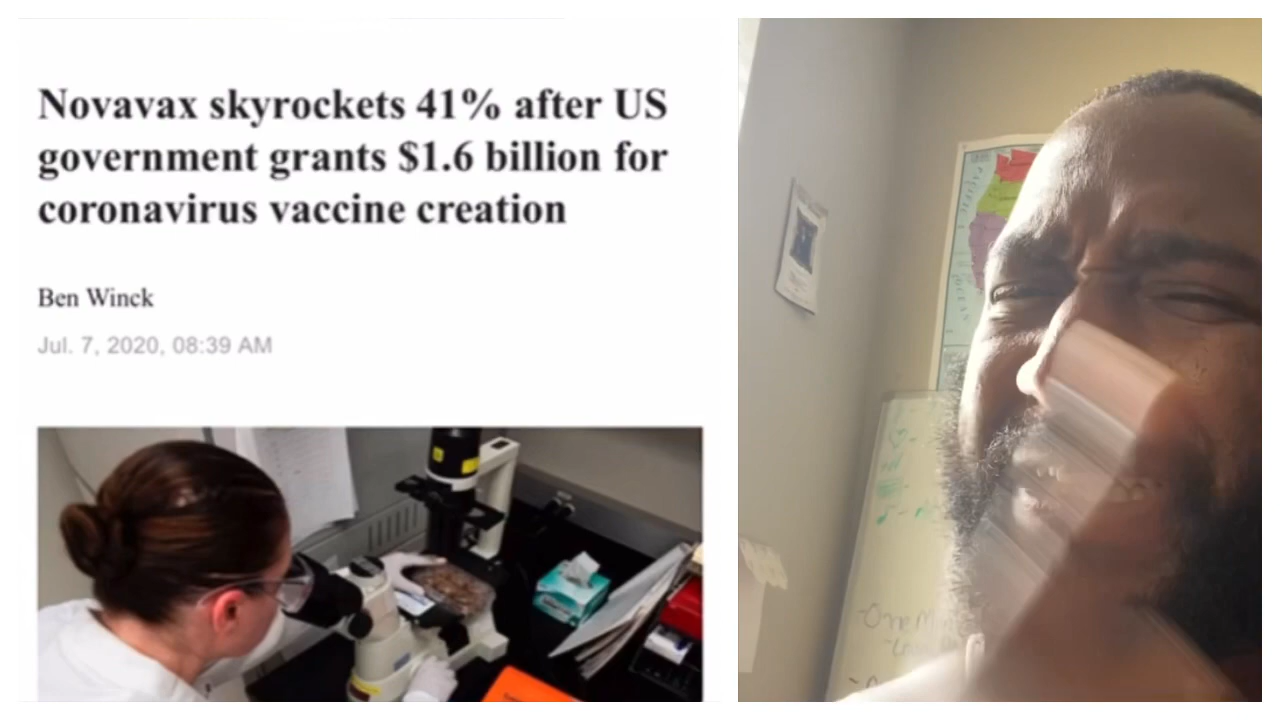 Novavax skyrockets 41% after US
government grants $1.6 billion for
coronavirus vaccine creation
Ben Winck
Jul. 7, 2020, 08:39 AM